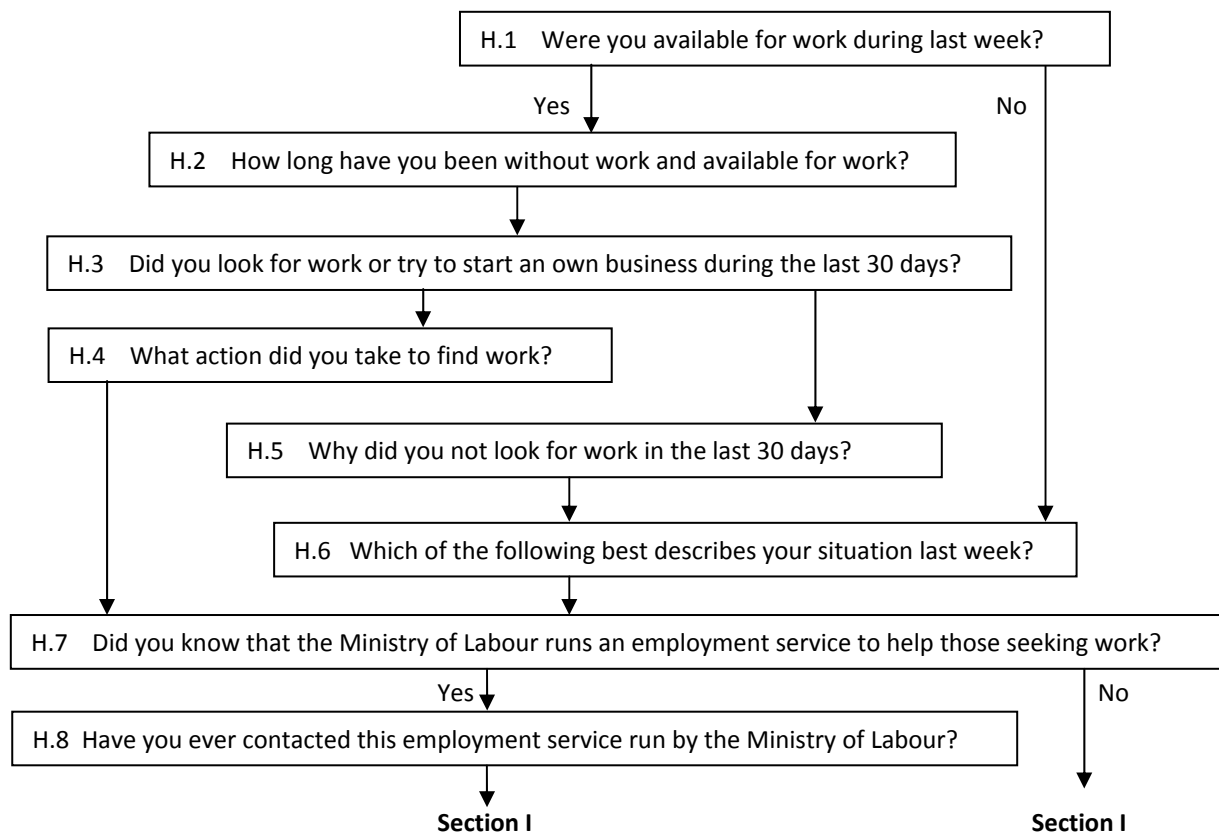 H.1 Were you available for work during last week?
Yes
No
H.2 How long have you been without work and available for work?
H.3 Did you look for work or try to start an own business during the last 30 days?
H.4 What action did you take to find work?
H.5 Why did you not look for work in the last 30 days?
H.6 Which of the following best describes your situation last week?
H.7 Did you know that the Ministry of Labour runs an employment service to help those seeking work?
Yes
No
H.8 Have you ever contacted this employment service run by the Ministry of Labour?
Section I
Section I